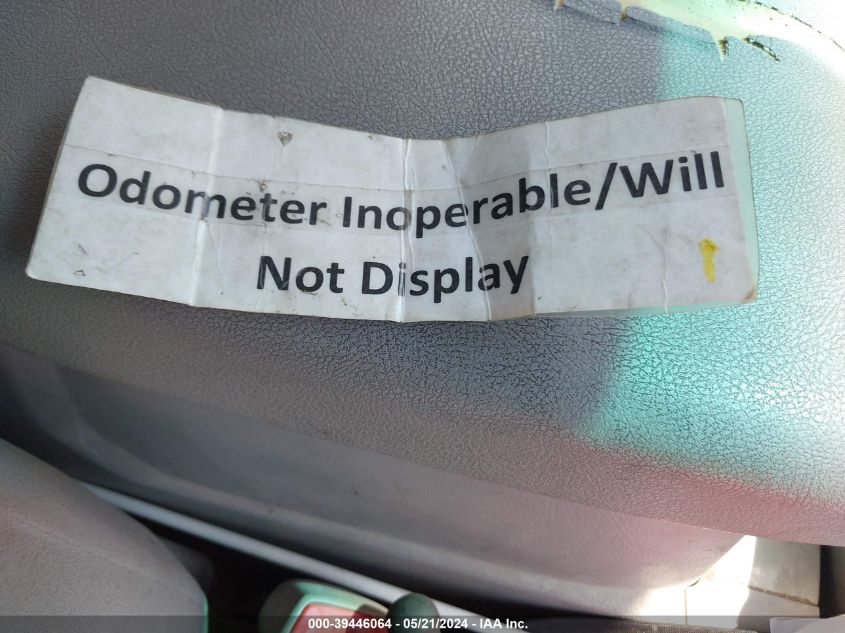 Odometer Inoperable/Will
Not Display
000-39446064 - 05/21/2024 - IAA Inc.